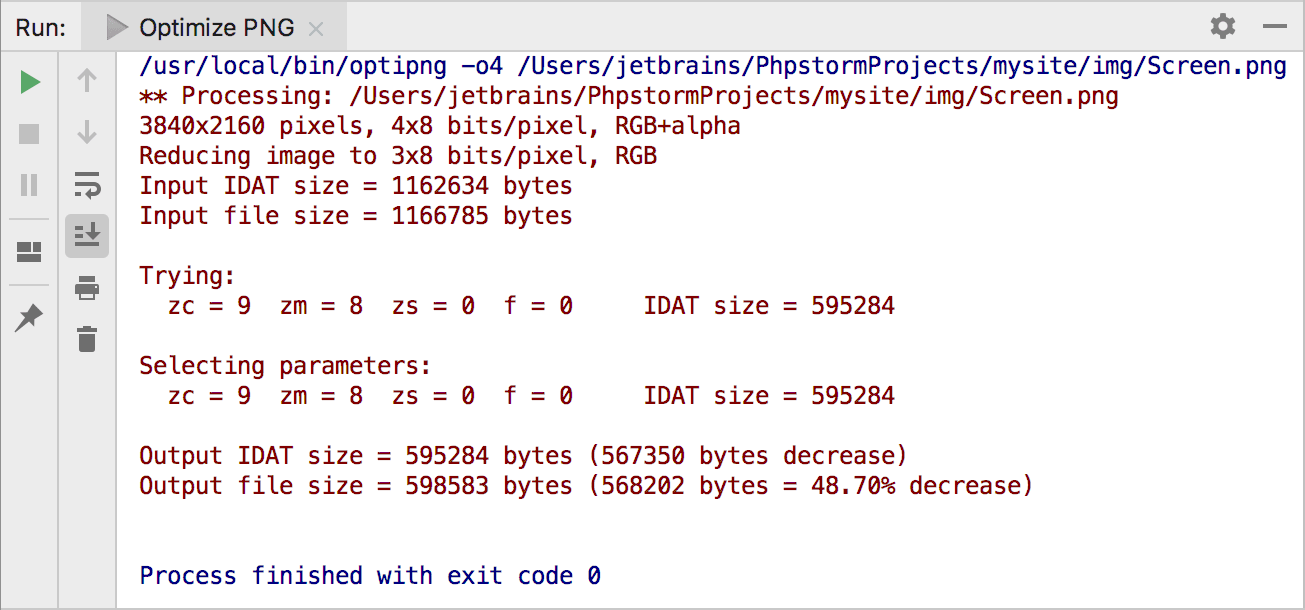 Run: Optimize PNG
/usr/local/bin/optipng -o4 /Users/jetbrains/PhpstormProjects/mysite/img/Screen.png
** Processing: /Users/jetbrains/PhpstormProjects/mysite/img/Screen.png
3840x2160 pixels, 4x8 bits/pixel, RGB+alpha
Reducing image to 3x8 bits/pixel, RGB
Input IDAT size = 1162634 bytes
Input file size = 1166785 bytes
Trying:
  zc = 9  zm = 8  zs = 0  f = 0     IDAT size = 595284
Selecting parameters:
  zc = 9  zm = 8  zs = 0  f = 0     IDAT size = 595284
Output IDAT size = 595284 bytes (567350 bytes decrease)
Output file size = 598583 bytes (568202 bytes = 48.70% decrease)
Process finished with exit code 0